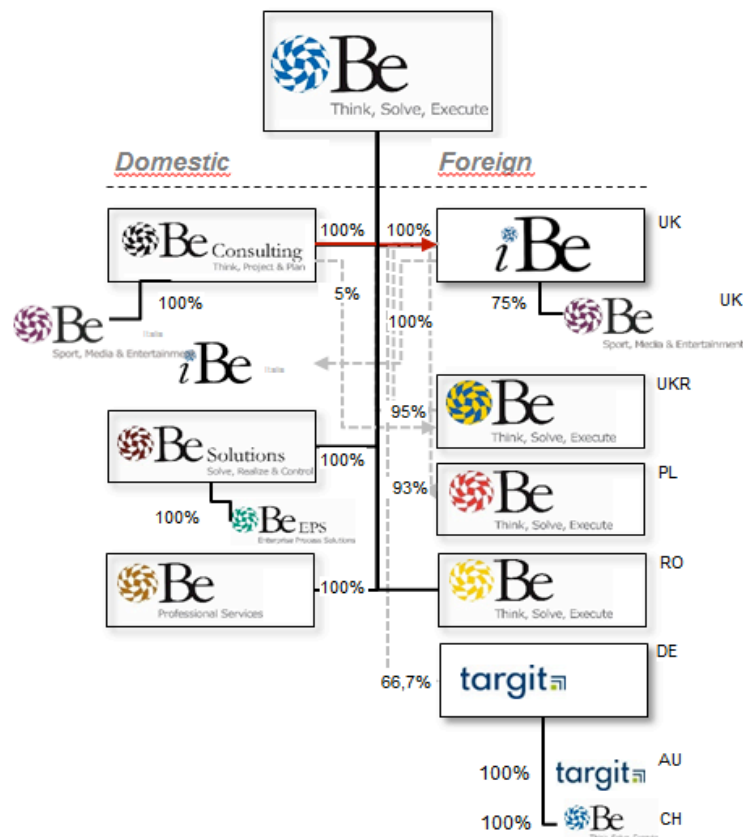 Be
Think, Solve, Execute
Domestic
Foreign
Be Consulting
Think, Project & Plan
100%
100%
iBe
UK
100%
5%
75%
UK
Be
Italia
Sport, Media & Entertainment
Be
Sport, Media & Entertainment
100%
iBe
Italia
95%
Be
Think, Solve, Execute
UKR
Be Solutions
Solve, Realize & Control
100%
93%
Be
Think, Solve, Execute
PL
100%
Be EPS
Enterprise Process Solutions
Be
Professional Services
100%
Be
Think, Solve, Execute
RO
66,7%
targit
DE
100%
targit
AU
100%
Be
CH